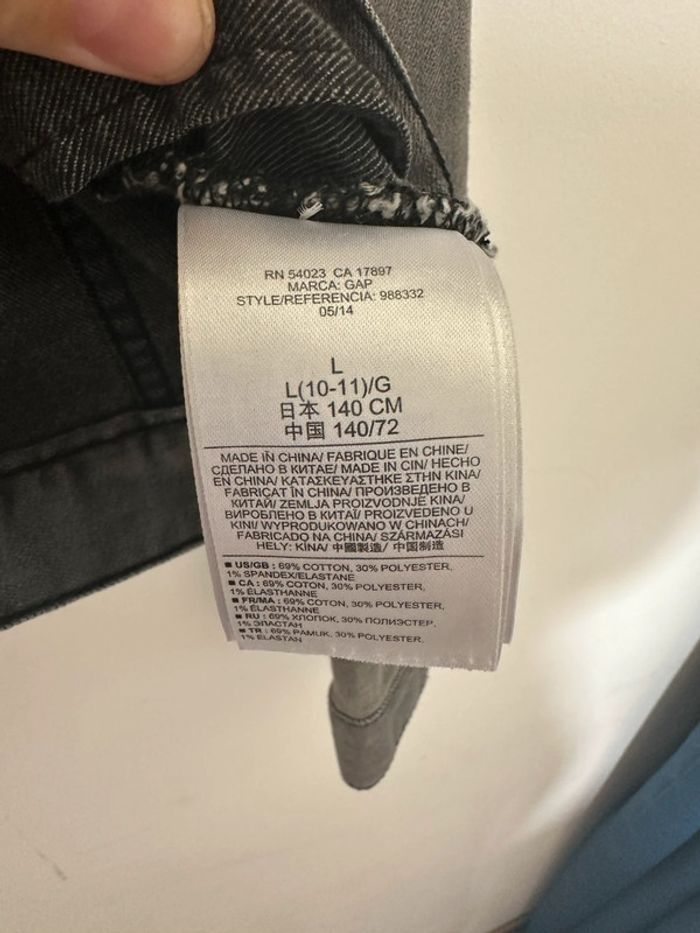 RN 54023 CA 17897
MARCA: GAP
STYLE/REFERENCIA: 988332
05/14
L
L(10-11)/G
日本 140 CM
中国 140/72
MADE IN CHINA/ FABRIQUE EN CHINE/
СДЕЛАНО В КИТАЕ/ MADE IN CIN/ HECHO
EN CHINA/ ΚΑΤΑΣΚΕΥΑΣΤΗΚΕ ΣΤΗΝ ΚΙΝΑ/
FABRICAT ÎN CHINA/ ПРОИЗВЕДЕНО В
КИТАЙ/ ZEMLJA PROIZVODNJE KINA/
ВИРОБЛЕНО В КИТАЇ/ PROIZVEDENO U
KINI/ WYPRODUKOWANO W CHINACH/
FABRICADO NA CHINA/ SZÁRMAZÁSI
HELY: KÍNA/ 中國製造/ 中国制造
■ US/GB : 69% COTTON, 30% POLYESTER,
1% SPANDEX/ELASTANE
■ CA : 69% COTON, 30% POLYESTER,
1% ÉLASTHANNE
■ FR/MA : 69% COTON, 30% POLYESTER,
1% ÉLASTHANNE
■ RU : 69% ХЛОПОК, 30% ПОЛИЭСТЕР,
1% ЭЛАСТАН
■ TR : 69% PAMUK, 30% POLYESTER,
1% ELASTAN